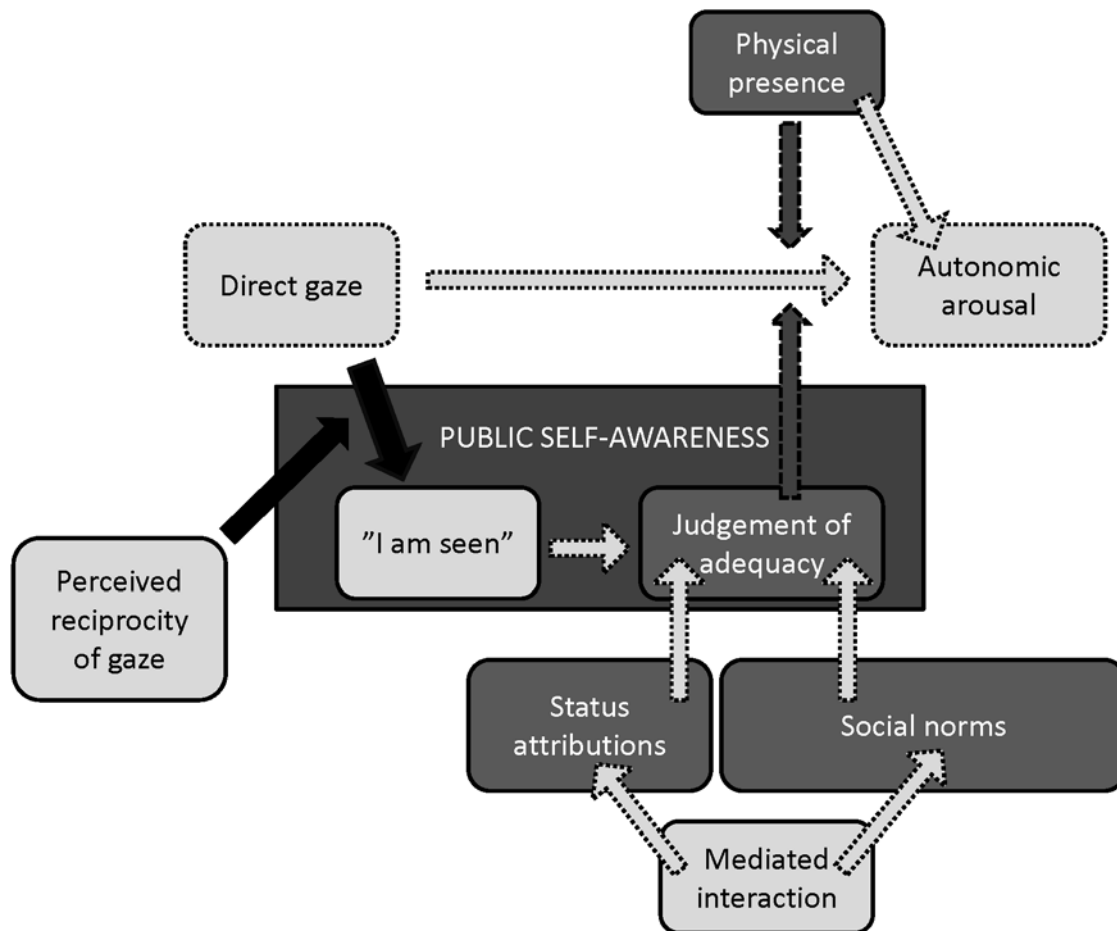 Physical
presence
Direct gaze
Autonomic
arousal
PUBLIC SELF-AWARENESS
”I am seen”
Judgement of
adequacy
Perceived
reciprocity
of gaze
Status
attributions
Social norms
Mediated
interaction